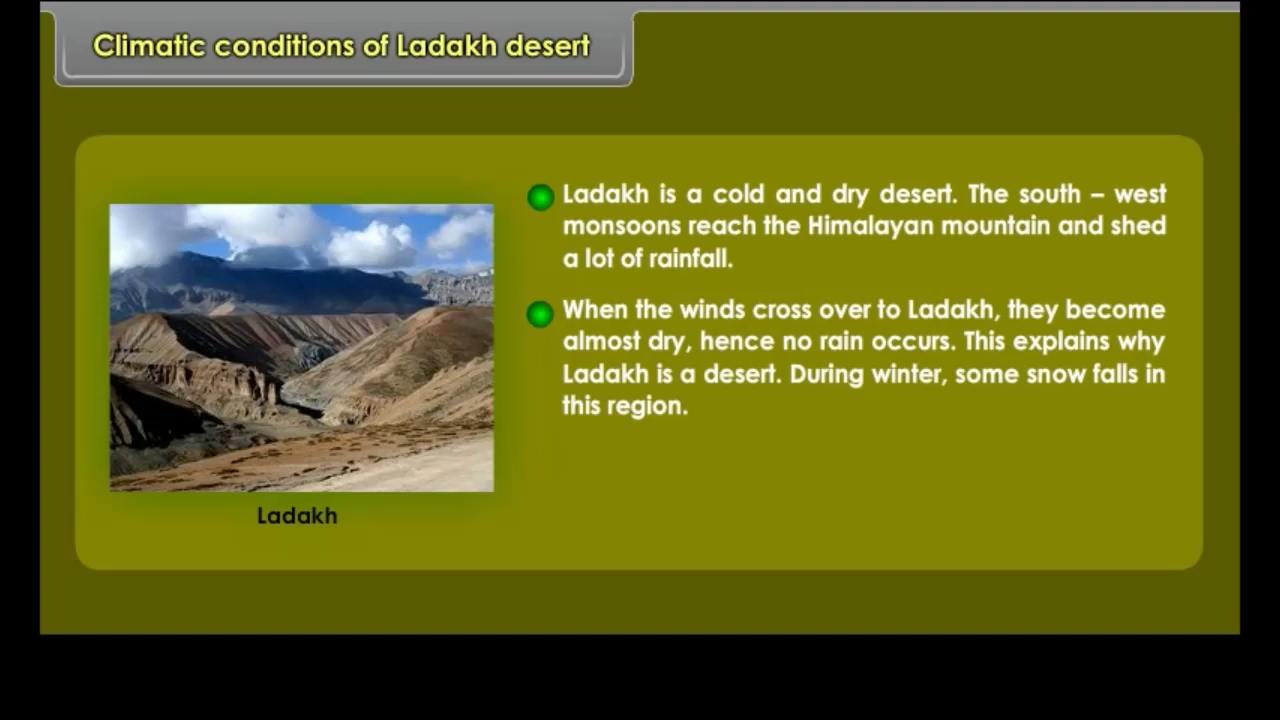 Climatic conditions of Ladakh desert
Ladakh is a cold and dry desert. The south – west
monsoons reach the Himalayan mountain and shed
a lot of rainfall.
When the winds cross over to Ladakh, they become
almost dry, hence no rain occurs. This explains why
Ladakh is a desert. During winter, some snow falls in
this region.
Ladakh